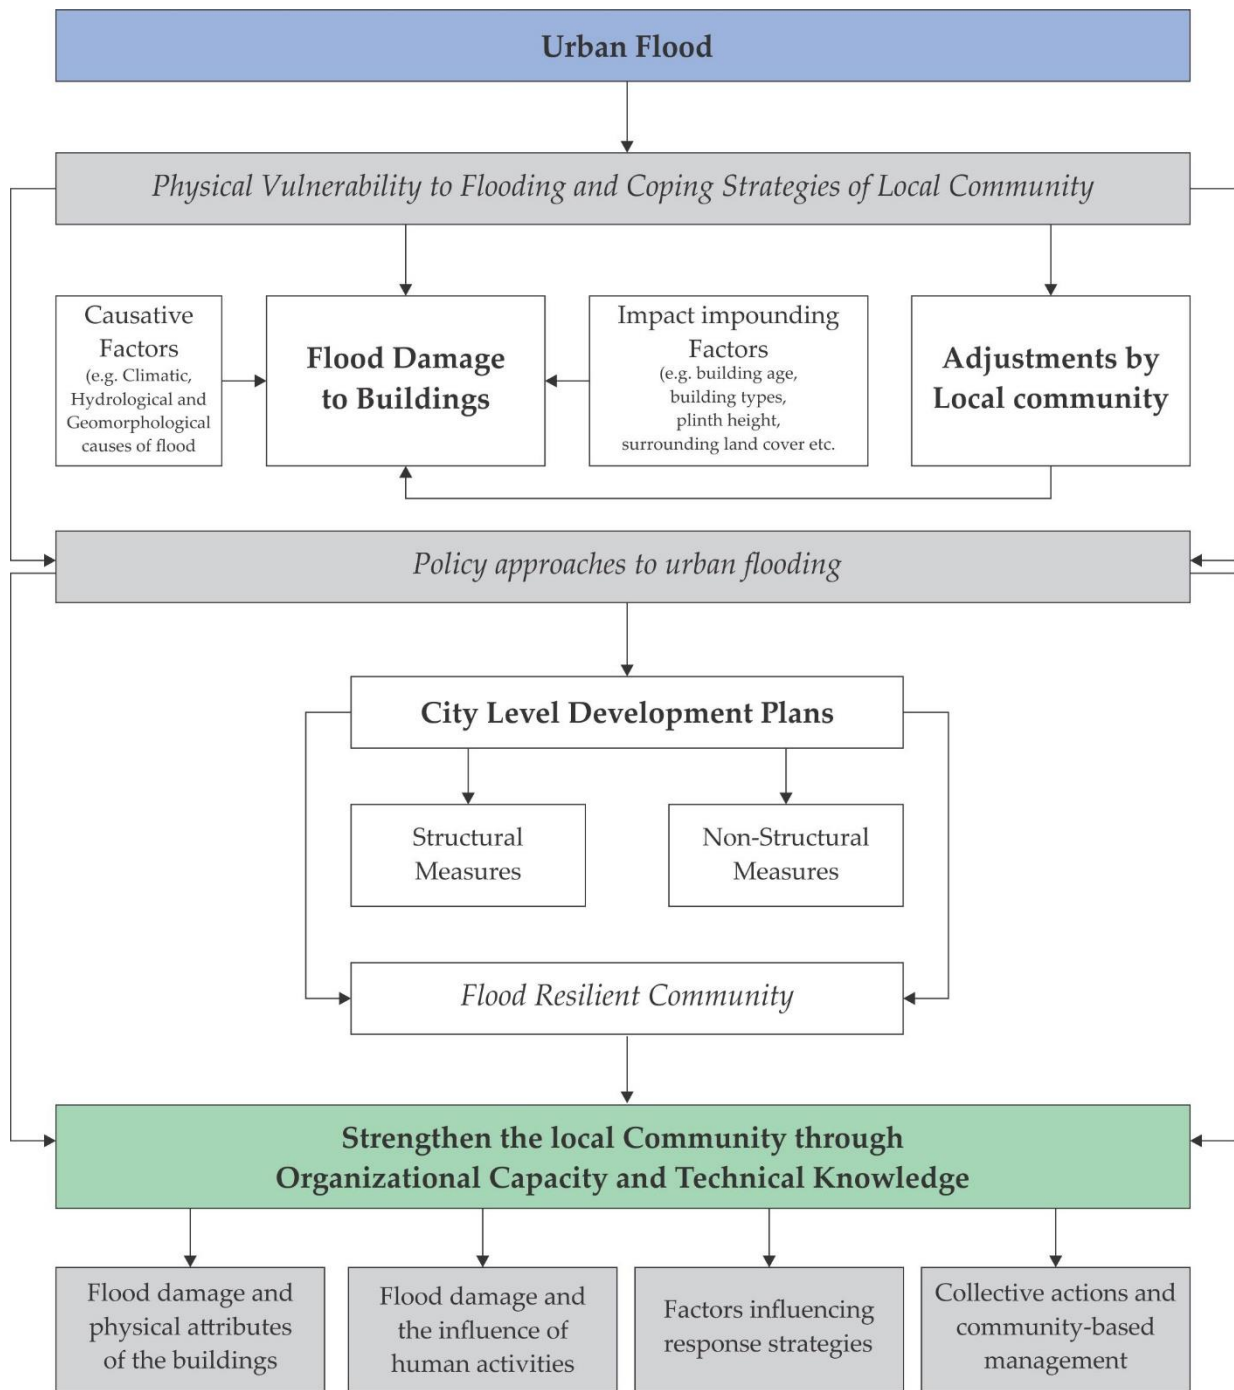 Urban Flood
Physical Vulnerability to Flooding and Coping Strategies of Local Community
Causative
Factors
(e.g. Climatic,
Hydrological and
Geomorphological
causes of flood
Flood Damage
to Buildings
Impact impounding
Factors
(e.g. building age,
building types,
plinth height,
surrounding land cover etc.
Adjustments by
Local community
Policy approaches to urban flooding
City Level Development Plans
Structural
Measures
Non-Structural
Measures
Flood Resilient Community
Strengthen the local Community through
Organizational Capacity and Technical Knowledge
Flood damage and
physical attributes
of the buildings
Flood damage and
the influence of
human activities
Factors influencing
response strategies
Collective actions and
community-based
management